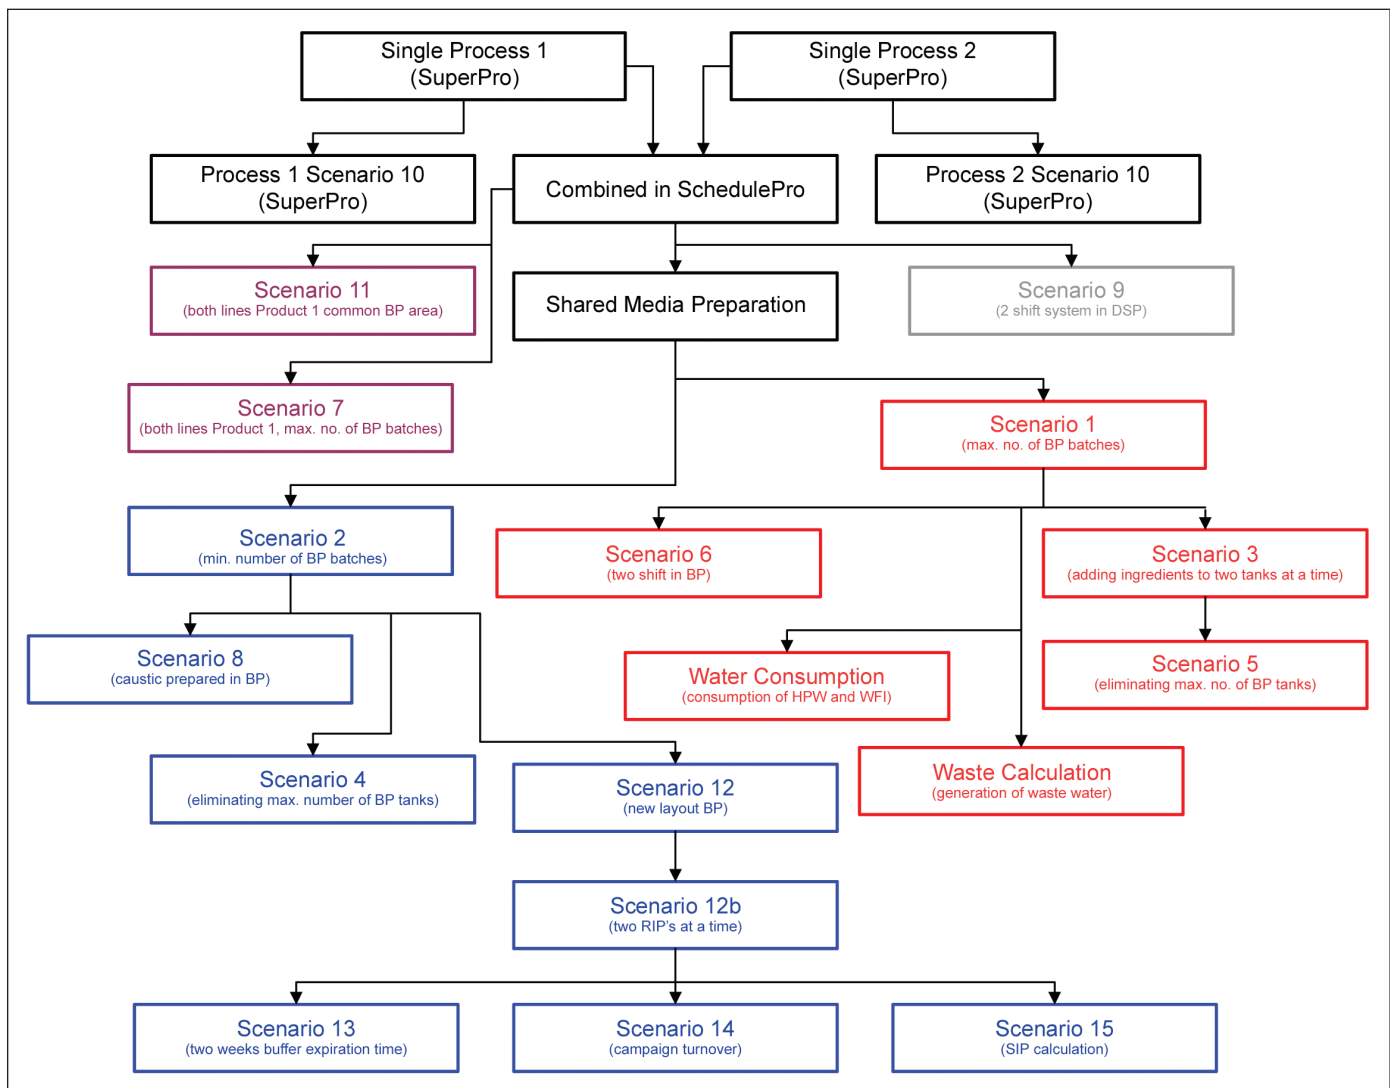 Single Process 1
(SuperPro)
Single Process 2
(SuperPro)
Process 1 Scenario 10
(SuperPro)
Combined in SchedulePro
Process 2 Scenario 10
(SuperPro)
Scenario 11
(both lines Product 1 common BP area)
Shared Media Preparation
Scenario 9
(2 shift system in DSP)
Scenario 7
(both lines Product 1, max. no. of BP batches)
Scenario 1
(max. no. of BP batches)
Scenario 2
(min. number of BP batches)
Scenario 6
(two shift in BP)
Scenario 3
(adding ingredients to two tanks at a time)
Scenario 8
(caustic prepared in BP)
Water Consumption
(consumption of HPW and WFI)
Scenario 5
(eliminating max. no. of BP tanks)
Scenario 4
(eliminating max. number of BP tanks)
Scenario 12
(new layout BP)
Waste Calculation
(generation of waste water)
Scenario 12b
(two RIP's at a time)
Scenario 13
(two weeks buffer expiration time)
Scenario 14
(campaign turnover)
Scenario 15
(SIP calculation)